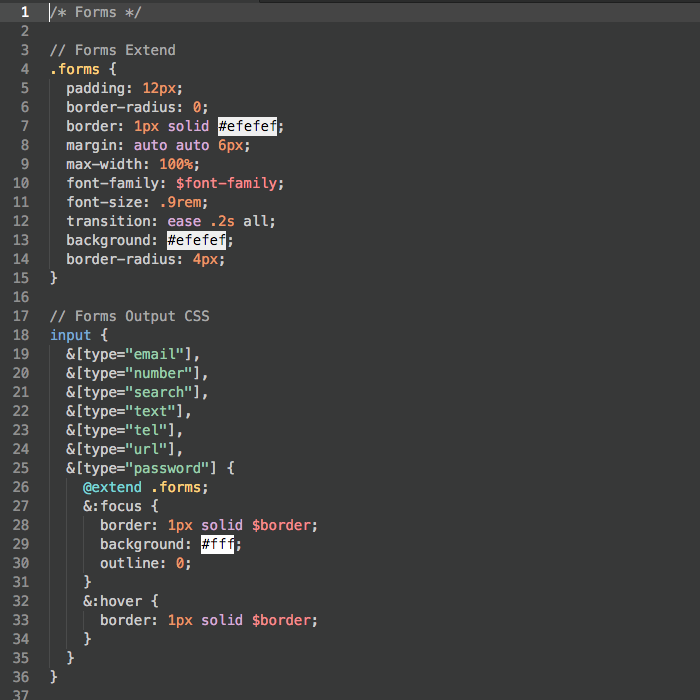 1 /* Forms */
2
3 // Forms Extend
4 .forms {
5 padding: 12px;
6 border-radius: 0;
7 border: 1px solid #efefef;
8 margin: auto auto 6px;
9 max-width: 100%;
10 font-family: $font-family;
11 font-size: .9rem;
12 transition: ease .2s all;
13 background: #efefef;
14 border-radius: 4px;
15 }
16
17 // Forms Output CSS
18 input {
19 &[type="email"],
20 &[type="number"],
21 &[type="search"],
22 &[type="text"],
23 &[type="tel"],
24 &[type="url"],
25 &[type="password"] {
26 @extend .forms;
27 &:focus {
28 border: 1px solid $border;
29 background: #fff;
30 outline: 0;
31 }
32 &:hover {
33 border: 1px solid $border;
34 }
35 }
36 }
37